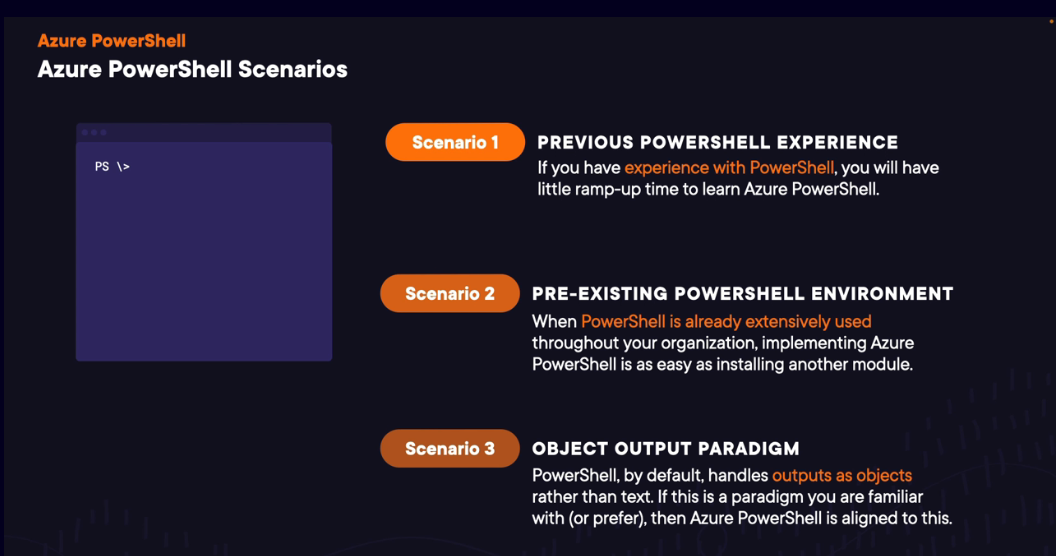 Azure PowerShell
Azure PowerShell Scenarios
PS \>
Scenario 1
PREVIOUS POWERSHELL EXPERIENCE
If you have experience with PowerShell, you will have
little ramp-up time to learn Azure PowerShell.
Scenario 2
PRE-EXISTING POWERSHELL ENVIRONMENT
When PowerShell is already extensively used
throughout your organization, implementing Azure
PowerShell is as easy as installing another module.
Scenario 3
OBJECT OUTPUT PARADIGM
PowerShell, by default, handles outputs as objects
rather than text. If this is a paradigm you are familiar
with (or prefer), then Azure PowerShell is aligned to this.